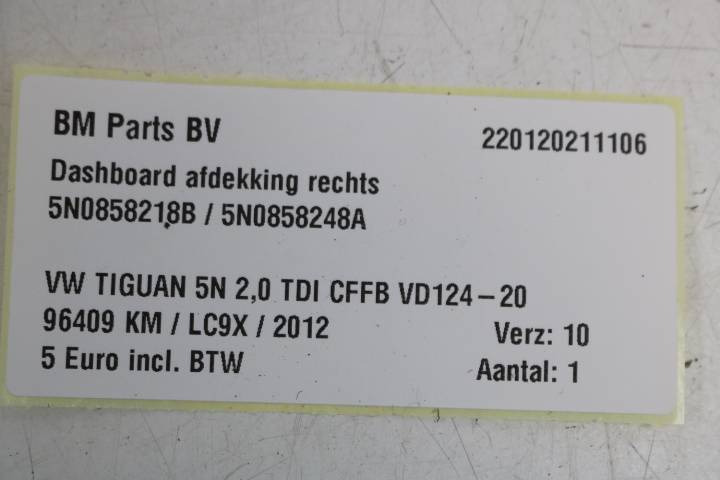 BM Parts BV 220120211106
Dashboard afdekking rechts
5N0858218B / 5N0858248A
VW TIGUAN 5N 2,0 TDI CFFB VD124-20
96409 KM / LC9X / 2012 Verz: 10
5 Euro incl. BTW Aantal: 1